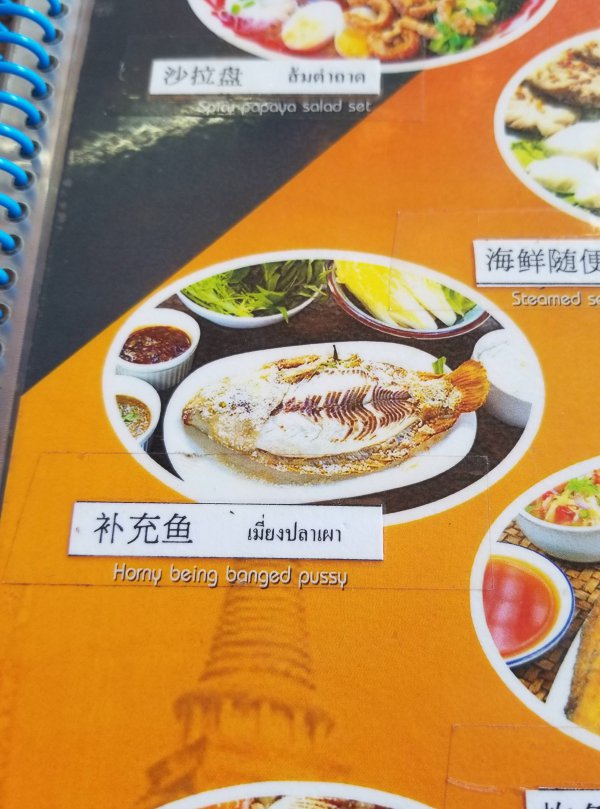 沙拉盘 ส้มตำถาด
Spicy papaya salad set
海鲜随便
Steamed se
补充鱼 เมี่ยงปลาเผา
Horny being banged pussy